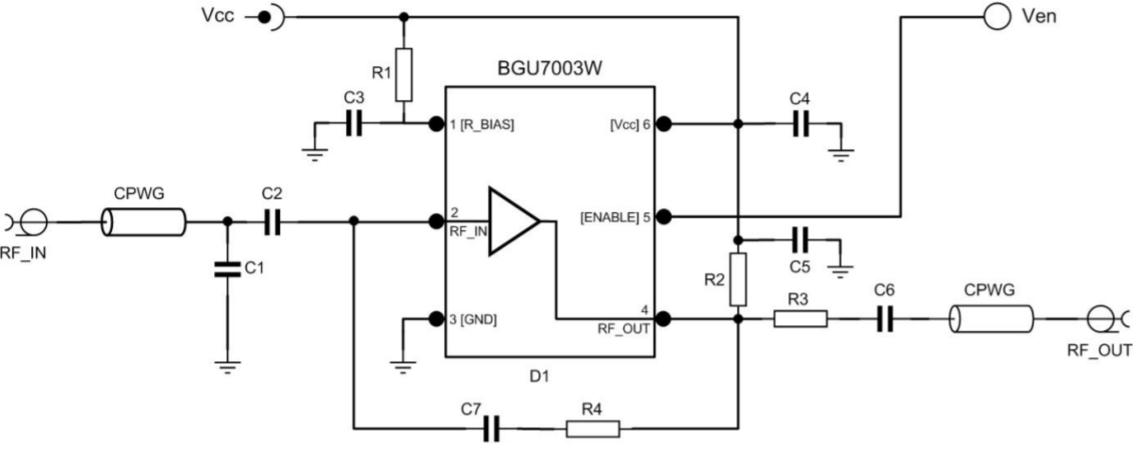 Vcc
Ven
R1
BGU7003W
C3
C4
1 [R_BIAS]
[Vcc] 6
CPWG
C2
2
[ENABLE] 5
RF_IN
RF_IN
C1
C5
R2
R3
C6
CPWG
3 [GND]
4
RF_OUT
RF_OUT
D1
C7
R4